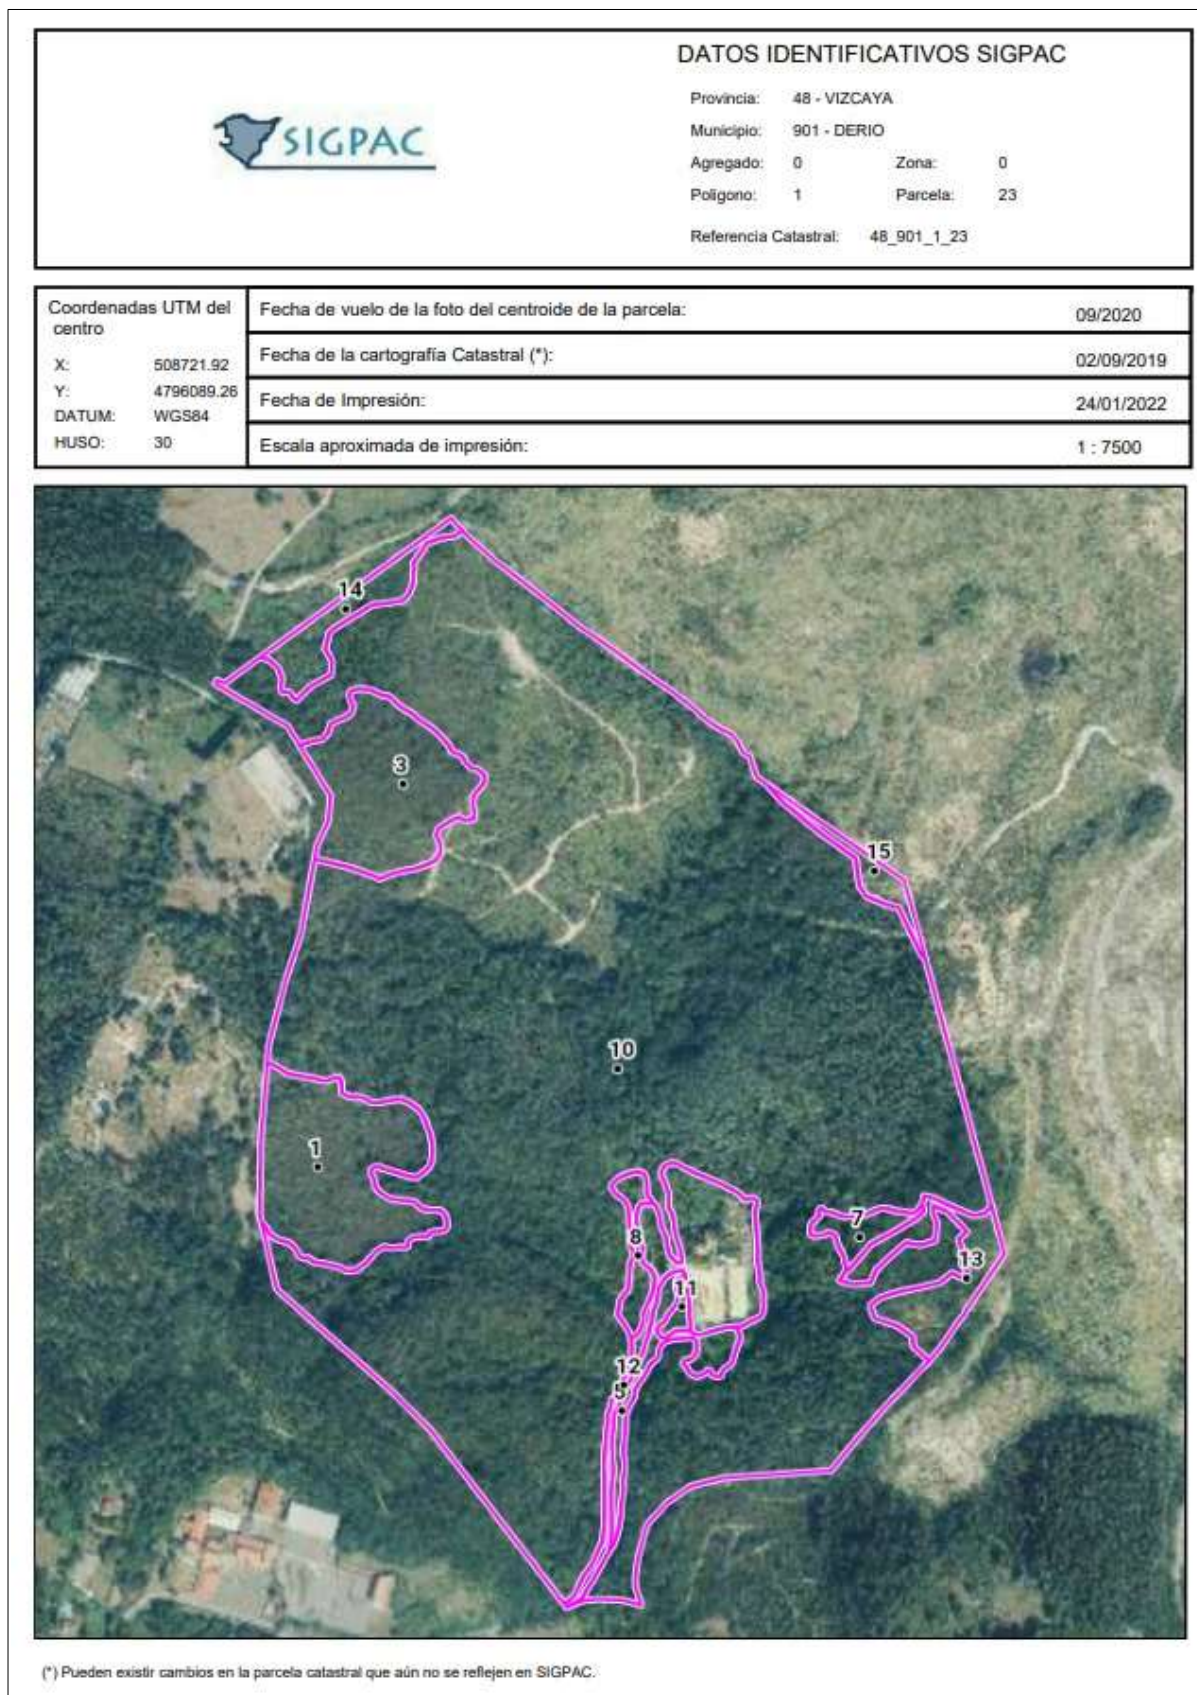 SIGPAC
DATOS IDENTIFICATIVOS SIGPAC
Provincia: 48 - VIZCAYA
Municipio: 901 - DERIO
Agregado: 0 Zona: 0
Polígono: 1 Parcela: 23
Referencia Catastral: 48_901_1_23
Coordenadas UTM del
centro
X: 508721.92
Y: 4796089.26
DATUM: WGS84
HUSO: 30
Fecha de vuelo de la foto del centroide de la parcela: 09/2020
Fecha de la cartografía Catastral (*): 02/09/2019
Fecha de Impresión: 24/01/2022
Escala aproximada de impresión: 1 : 7500
14
3
15
10
1
7
8
13
11
12
5
(*) Pueden existir cambios en la parcela catastral que aún no se reflejen en SIGPAC.